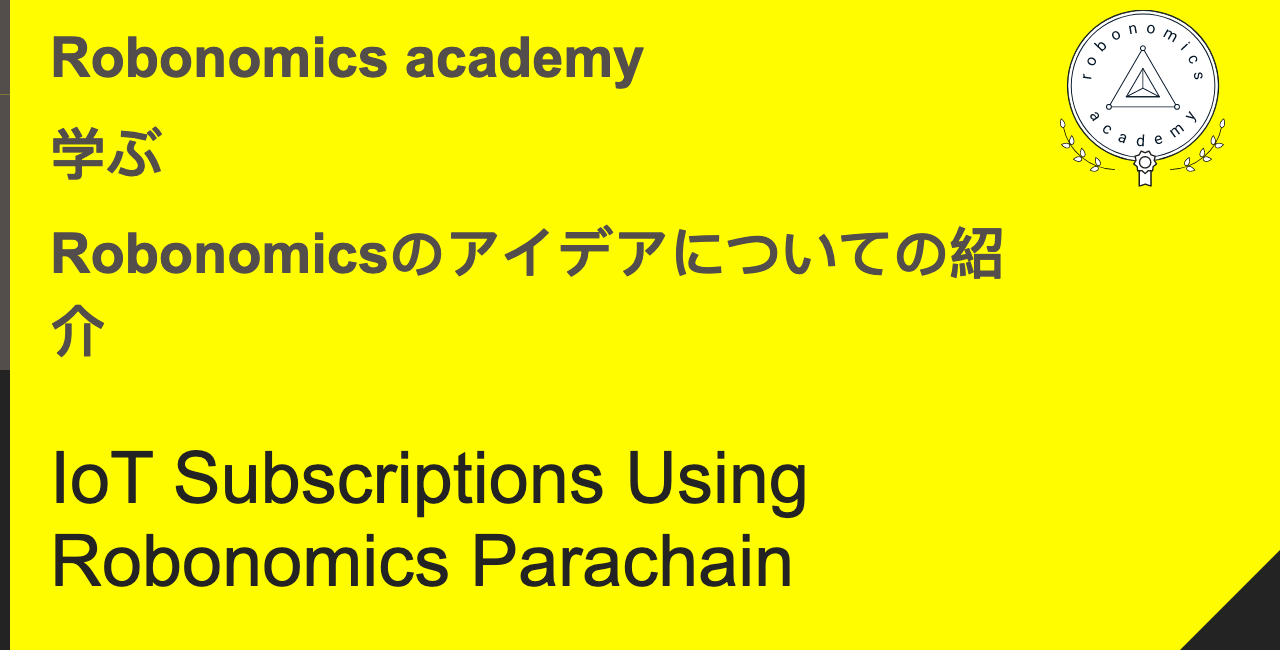 Robonomics academy
学ぶ
Robonomicsのアイデアについての紹
介
IoT Subscriptions Using
Robonomics Parachain
robonomics
academy